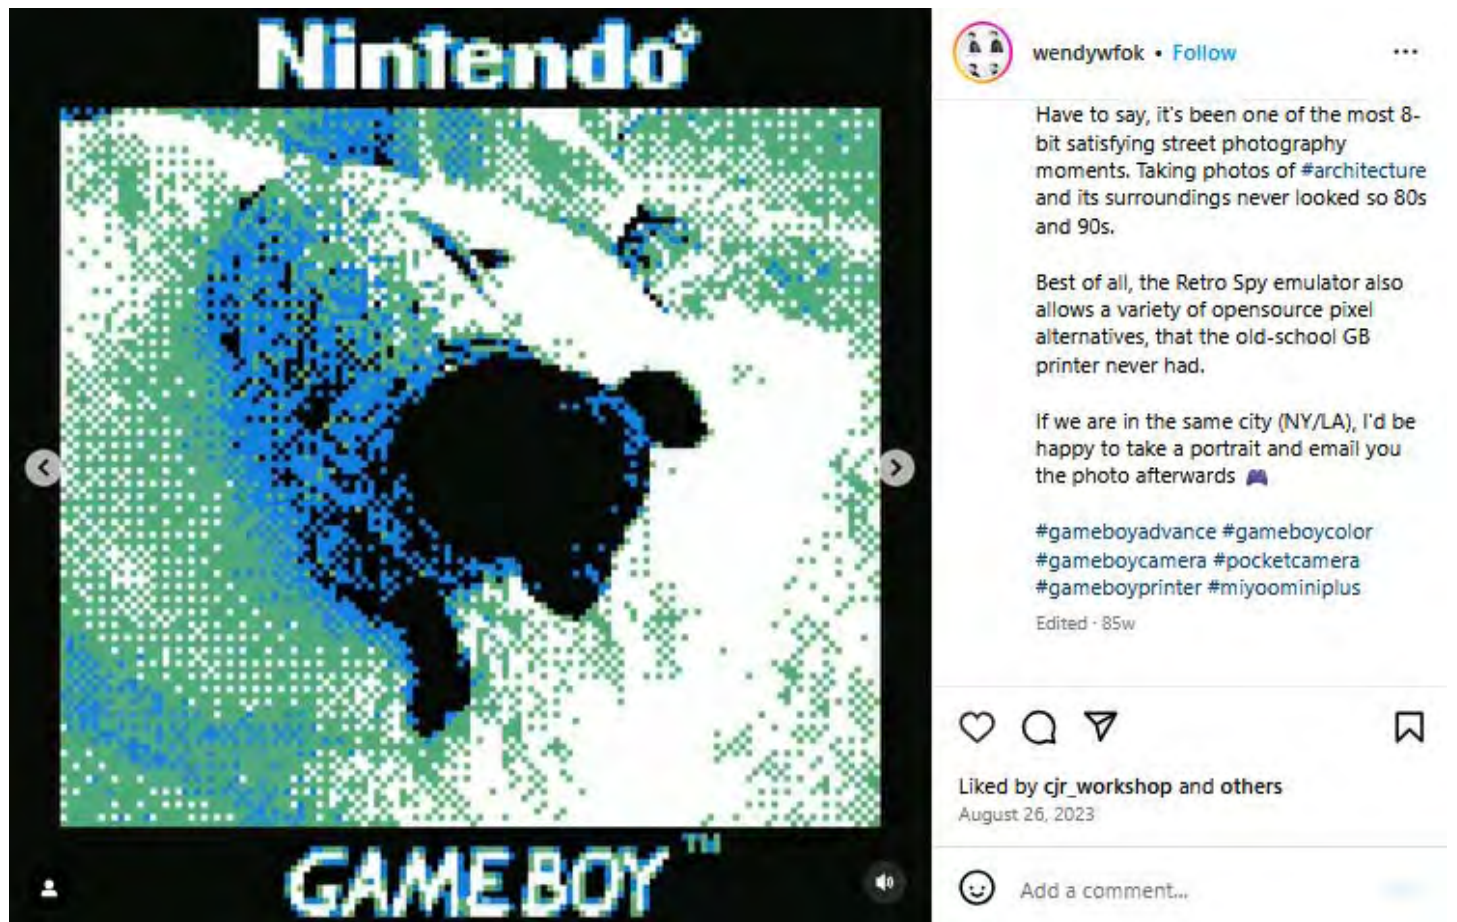 Nintendo®
GAME BOY™
wendywfok • Follow
Have to say, it's been one of the most 8-
bit satisfying street photography
moments. Taking photos of #architecture
and its surroundings never looked so 80s
and 90s.
Best of all, the Retro Spy emulator also
allows a variety of opensource pixel
alternatives, that the old-school GB
printer never had.
If we are in the same city (NY/LA), I'd be
happy to take a portrait and email you
the photo afterwards 🎮
#gameboyadvance #gameboycolor
#gameboycamera #pocketcamera
#gameboyprinter #miyoominiplus
Edited · 85w
Liked by cjr_workshop and others
August 26, 2023
Add a comment...